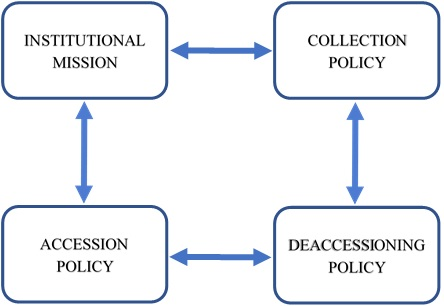 INSTITUTIONAL
MISSION
COLLECTION
POLICY
ACCESSION
POLICY
DEACCESSIONING
POLICY